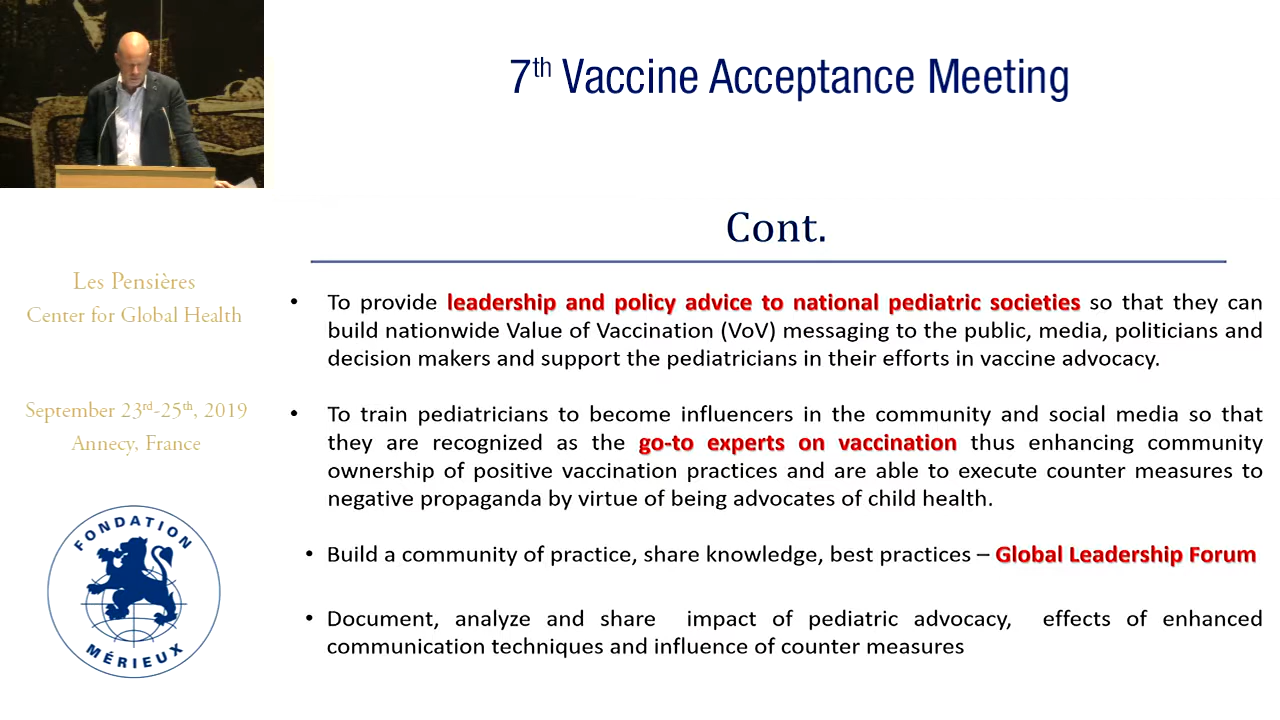 7th Vaccine Acceptance Meeting
Cont.
Les Pensières
Center for Global Health
September 23rd-25th, 2019
Annecy, France
FONDATION
MÉRIEUX
• To provide leadership and policy advice to national pediatric societies so that they can
build nationwide Value of Vaccination (VoV) messaging to the public, media, politicians and
decision makers and support the pediatricians in their efforts in vaccine advocacy.
• To train pediatricians to become influencers in the community and social media so that
they are recognized as the go-to experts on vaccination thus enhancing community
ownership of positive vaccination practices and are able to execute counter measures to
negative propaganda by virtue of being advocates of child health.
• Build a community of practice, share knowledge, best practices – Global Leadership Forum
• Document, analyze and share impact of pediatric advocacy, effects of enhanced
communication techniques and influence of counter measures